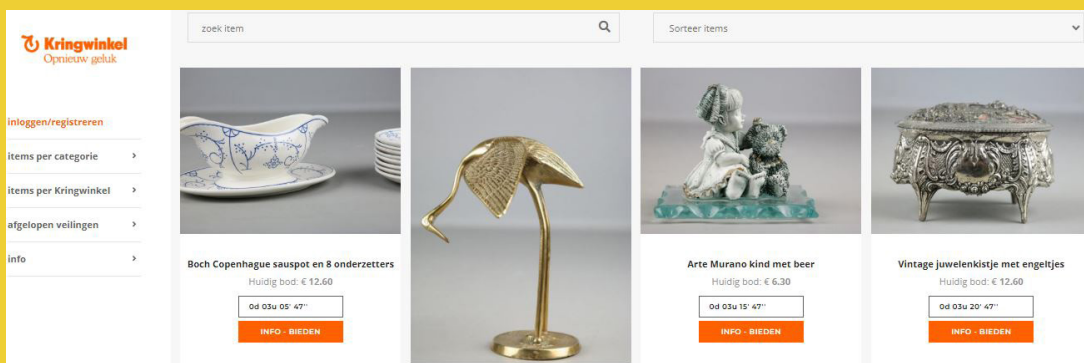 zoek item
Sorteer items
Kringwinkel
Opnieuw geluk
inloggen/registreren
items per categorie
items per Kringwinkel
afgelopen veilingen
info
Boch Copenhague sauspot en 8 onderzetters
Huidig bod: € 12.60
0d 03u 05' 47''
INFO - BIEDEN
Arte Murano kind met beer
Huidig bod: € 6.30
0d 03u 15' 47''
INFO - BIEDEN
Vintage juwelenkistje met engeltjes
Huidig bod: € 12.60
0d 03u 20' 47''
INFO - BIEDEN